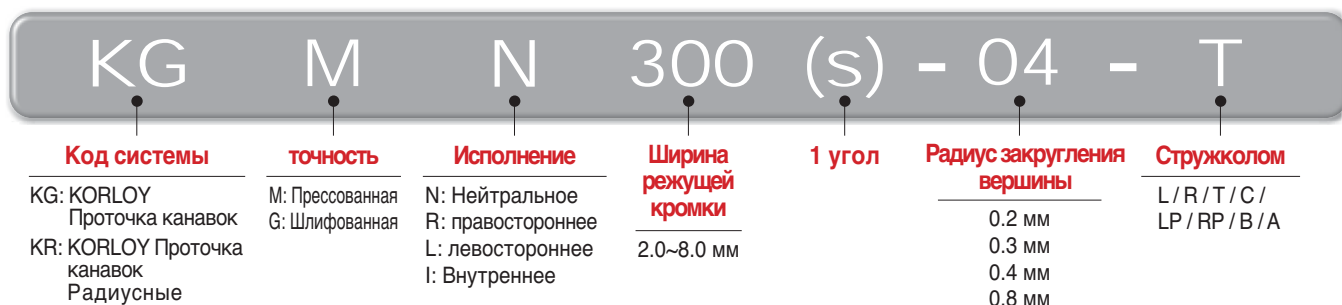 KG M N 300 (s) - 04 - T
Код системы
KG: KORLOY
Проточка канавок
KR: KORLOY Проточка
канавок
Радиусные
точность
M: Прессованная
G: Шлифованная
Исполнение
N: Нейтральное
R: правостороннее
L: левостороннее
I: Внутреннее
Ширина
режущей
кромки
2.0~8.0 мм
1 угол
Радиус закругления
вершины
0.2 мм
0.3 мм
0.4 мм
0.8 мм
Стружколом
L / R / T / C /
LP / RP / B / A